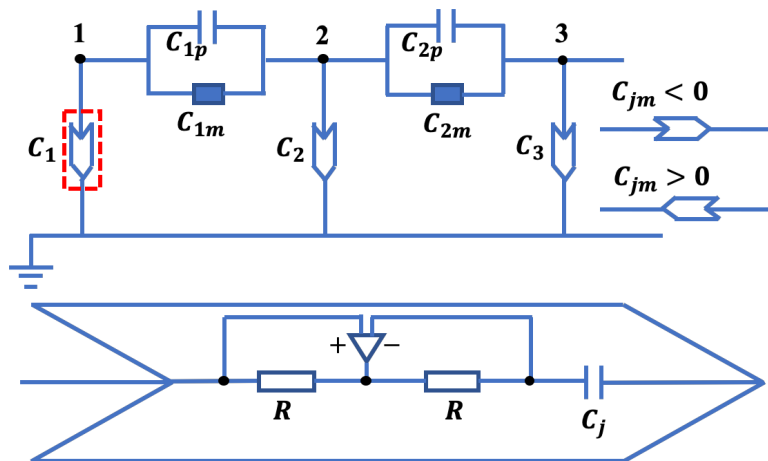 1 2 3
C₁ₚ C₂ₚ
C₁ₘ C₂ₘ
C₁ C₂ C₃
Cⱼₘ < 0
Cⱼₘ > 0
+ −
R R Cⱼ